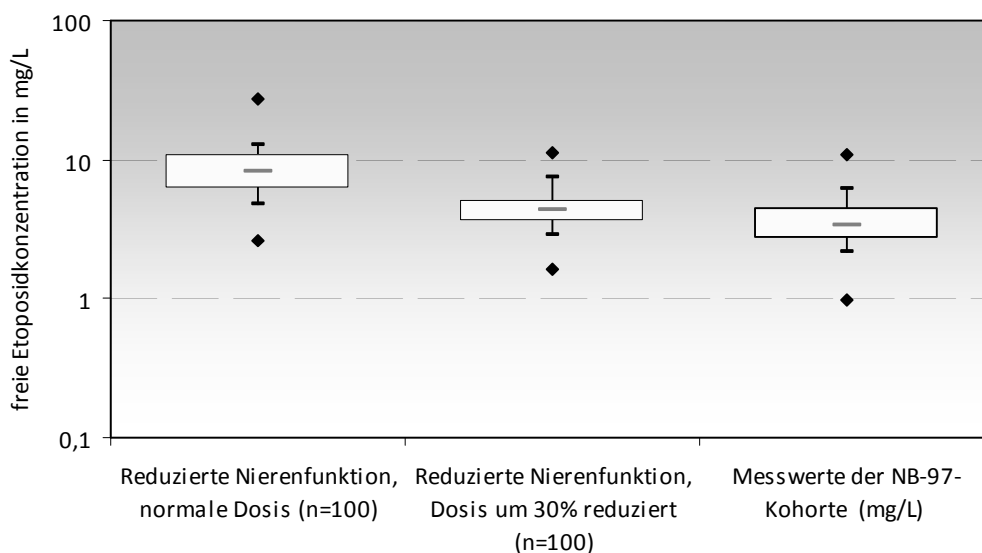 freie Etoposidkonzentration in mg/L
100
10
1
0,1
Reduzierte Nierenfunktion,
normale Dosis (n=100)
Reduzierte Nierenfunktion,
Dosis um 30% reduziert
(n=100)
Messwerte der NB-97-
Kohorte (mg/L)